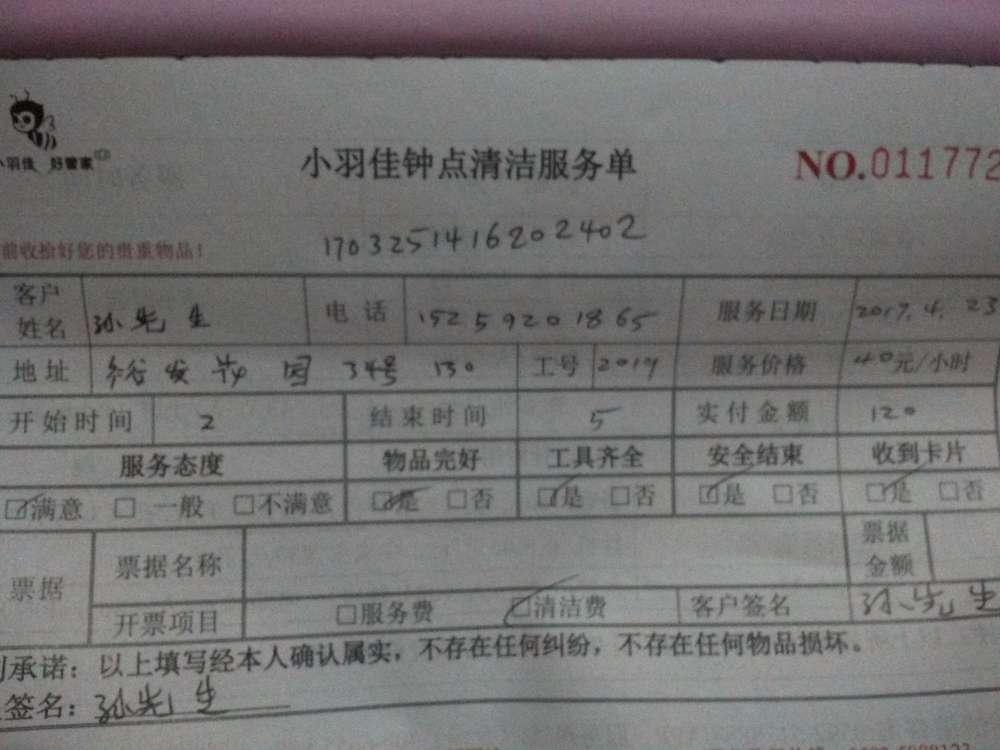 小羽佳 好管家
小羽佳钟点清洁服务单 NO.011772
前收检好您的贵重物品!
1703251416202402
客户姓名 孙先生 电话 15259201865 服务日期 2017.4.23
地址 发 园 34号 130 工号 2017 服务价格 40元/小时
开始时间 2 结束时间 5 实付金额 120
服务态度 物品完好 工具齐全 安全结束 收到卡片
☑满意 □一般 □不满意 ☑是 □否 ☑是 □否 ☑是 □否 ☑是 □否
票据 票据名称 票据金额
开票项目 □服务费 ☑清洁费 客户签名 孙先生
承诺:以上填写经本人确认属实,不存在任何纠纷,不存在任何物品损坏。
签名:孙先生